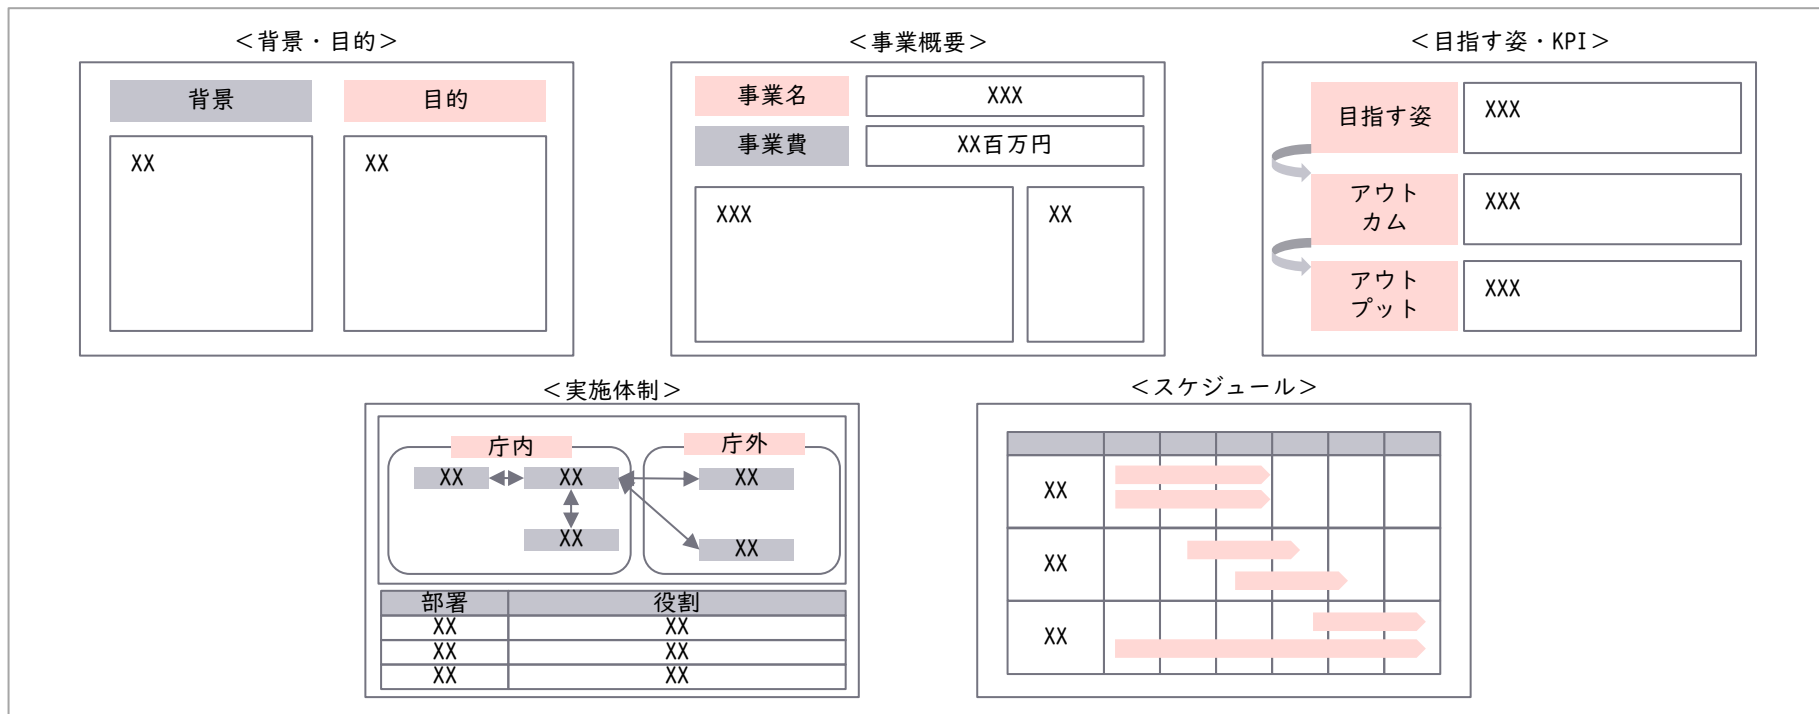 ＜背景・目的＞
背景
目的
XX
XX
＜事業概要＞
事業名
XXX
事業費
XX百万円
XXX
XX
＜目指す姿・KPI＞
目指す姿
XXX
アウト
カム
XXX
アウト
プット
XXX
＜実施体制＞
庁内
庁外
XX
XX
XX
XX
XX
部署
役割
XX
XX
XX
XX
XX
XX
＜スケジュール＞
XX
XX
XX